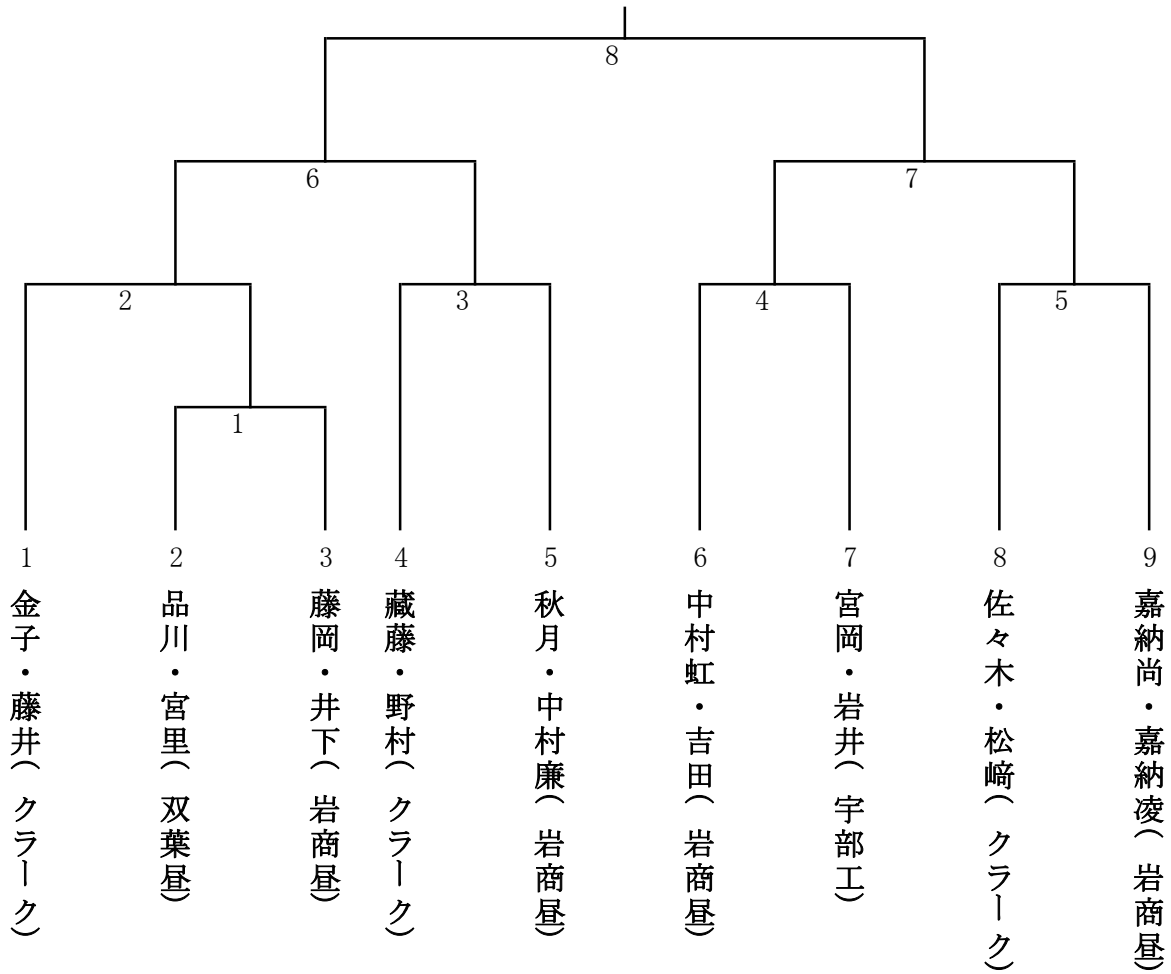 8
6
7
2
3
4
5
1
1
2
3
4
5
6
7
8
9
金子・藤井(クラーク)
品川・宮里(双葉昼)
藤岡・井下(岩商昼)
藏藤・野村(クラーク)
秋月・中村廉(岩商昼)
中村虹・吉田(岩商昼)
宮岡・岩井(宇部工)
佐々木・松﨑(クラーク)
嘉納尚・嘉納凌(岩商昼)